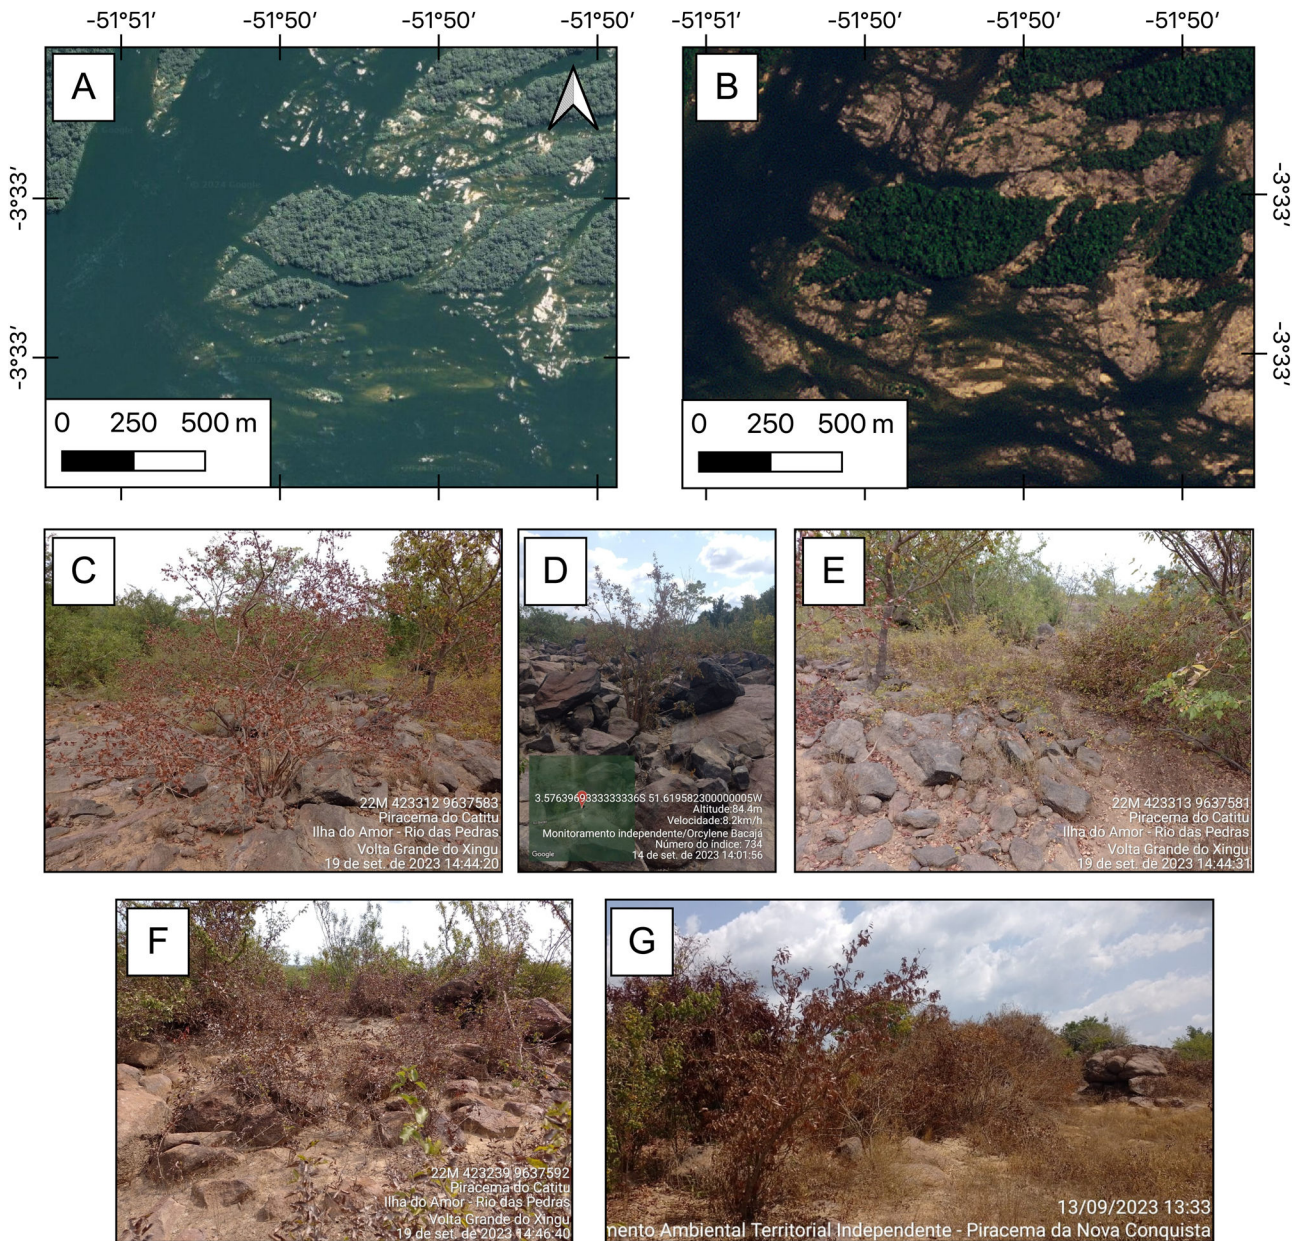 -51°51′ -51°50′ -51°50′ -51°50′
-51°51′ -51°50′ -51°50′ -51°50′
A
B
-3°33′
-3°33′
-3°33′
-3°33′
0 250 500 m
0 250 500 m
C
22M 423312 9637583
Piracema do Catitu
Ilha do Amor - Rio das Pedras
Volta Grande do Xingu
19 de set. de 2023 14:44:20
D
3.5763969333333336S 51.619582300000005W
Altitude:84.4m
Velocidade:8.2km/h
Monitoramento independente/Orcylene Bacajá
Número do índice: 734
14 de set. de 2023 14:01:56
Google
E
22M 423313 9637581
Piracema do Catitu
Ilha do Amor - Rio das Pedras
Volta Grande do Xingu
19 de set. de 2023 14:44:31
F
22M 423239 9637592
Piracema do Catitu
Ilha do Amor - Rio das Pedras
Volta Grande do Xingu
19 de set. de 2023 14:46:40
G
13/09/2023 13:33
mento Ambiental Territorial Independente - Piracema da Nova Conquista